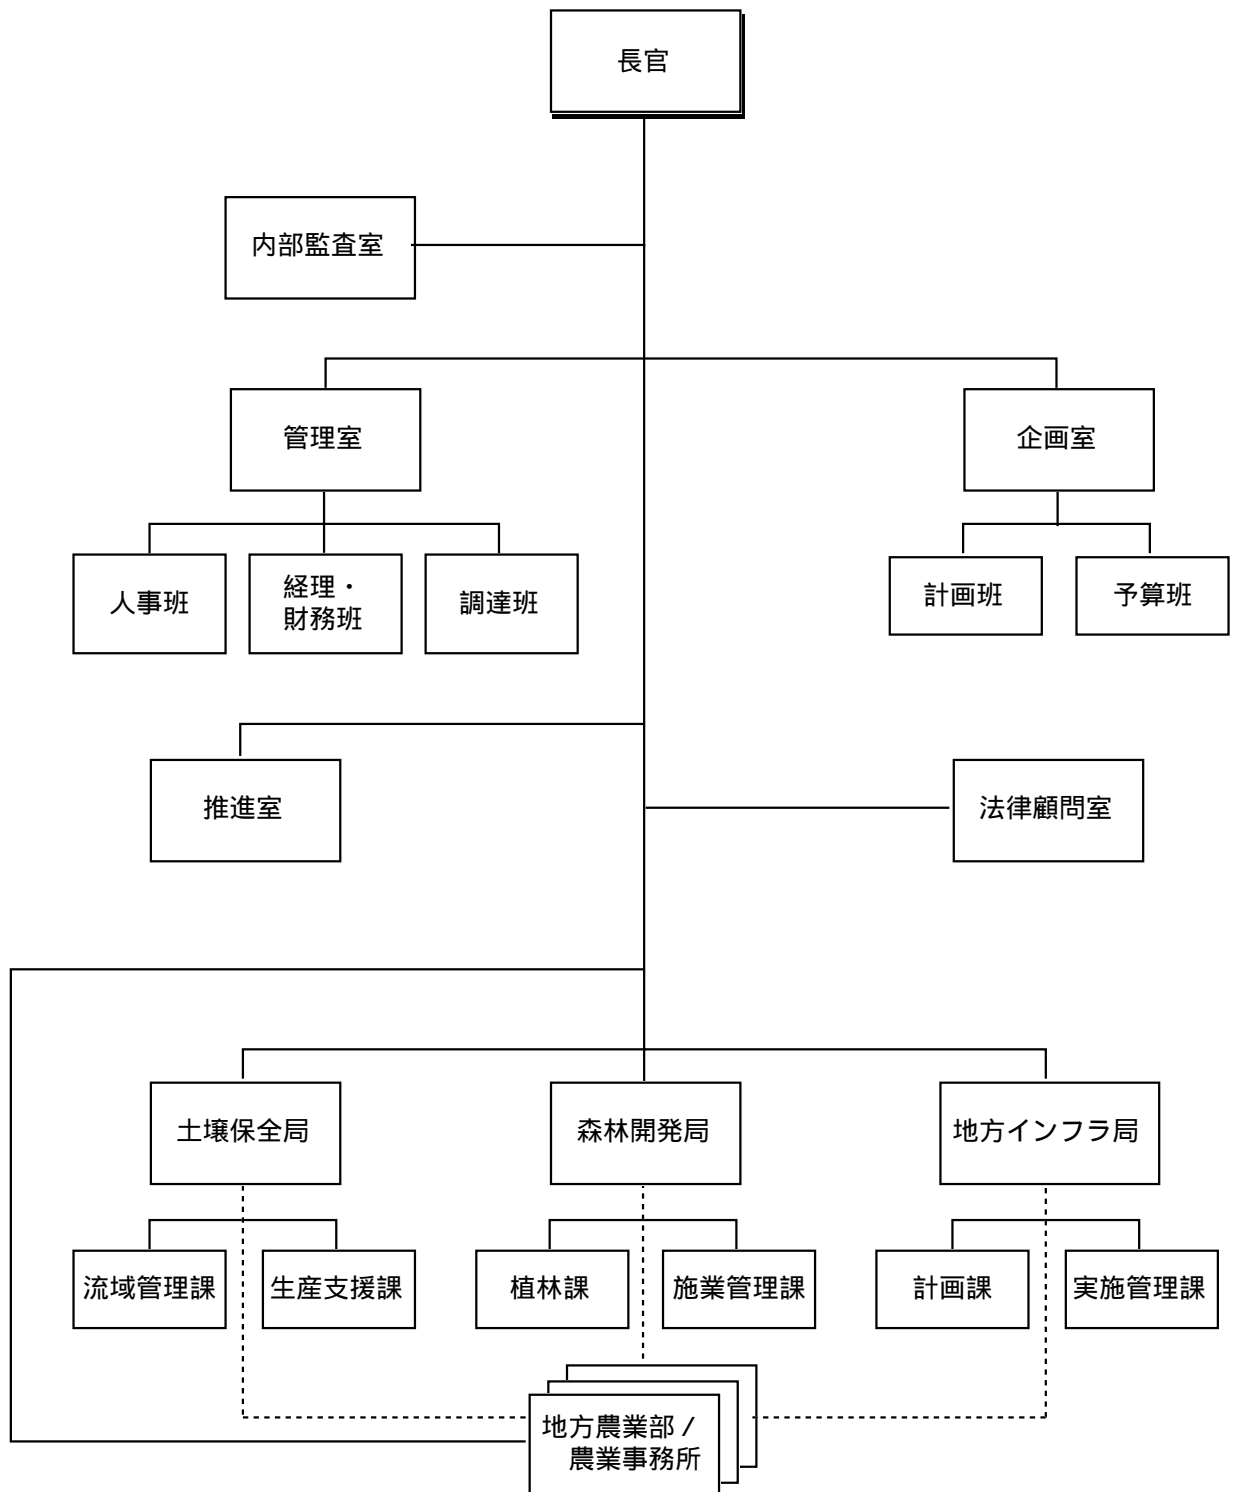 長官
内部監査室
管理室
企画室
人事班
経理・
財務班
調達班
計画班
予算班
推進室
法律顧問室
土壌保全局
森林開発局
地方インフラ局
流域管理課
生産支援課
植林課
施業管理課
計画課
実施管理課
地方農業部/
農業事務所